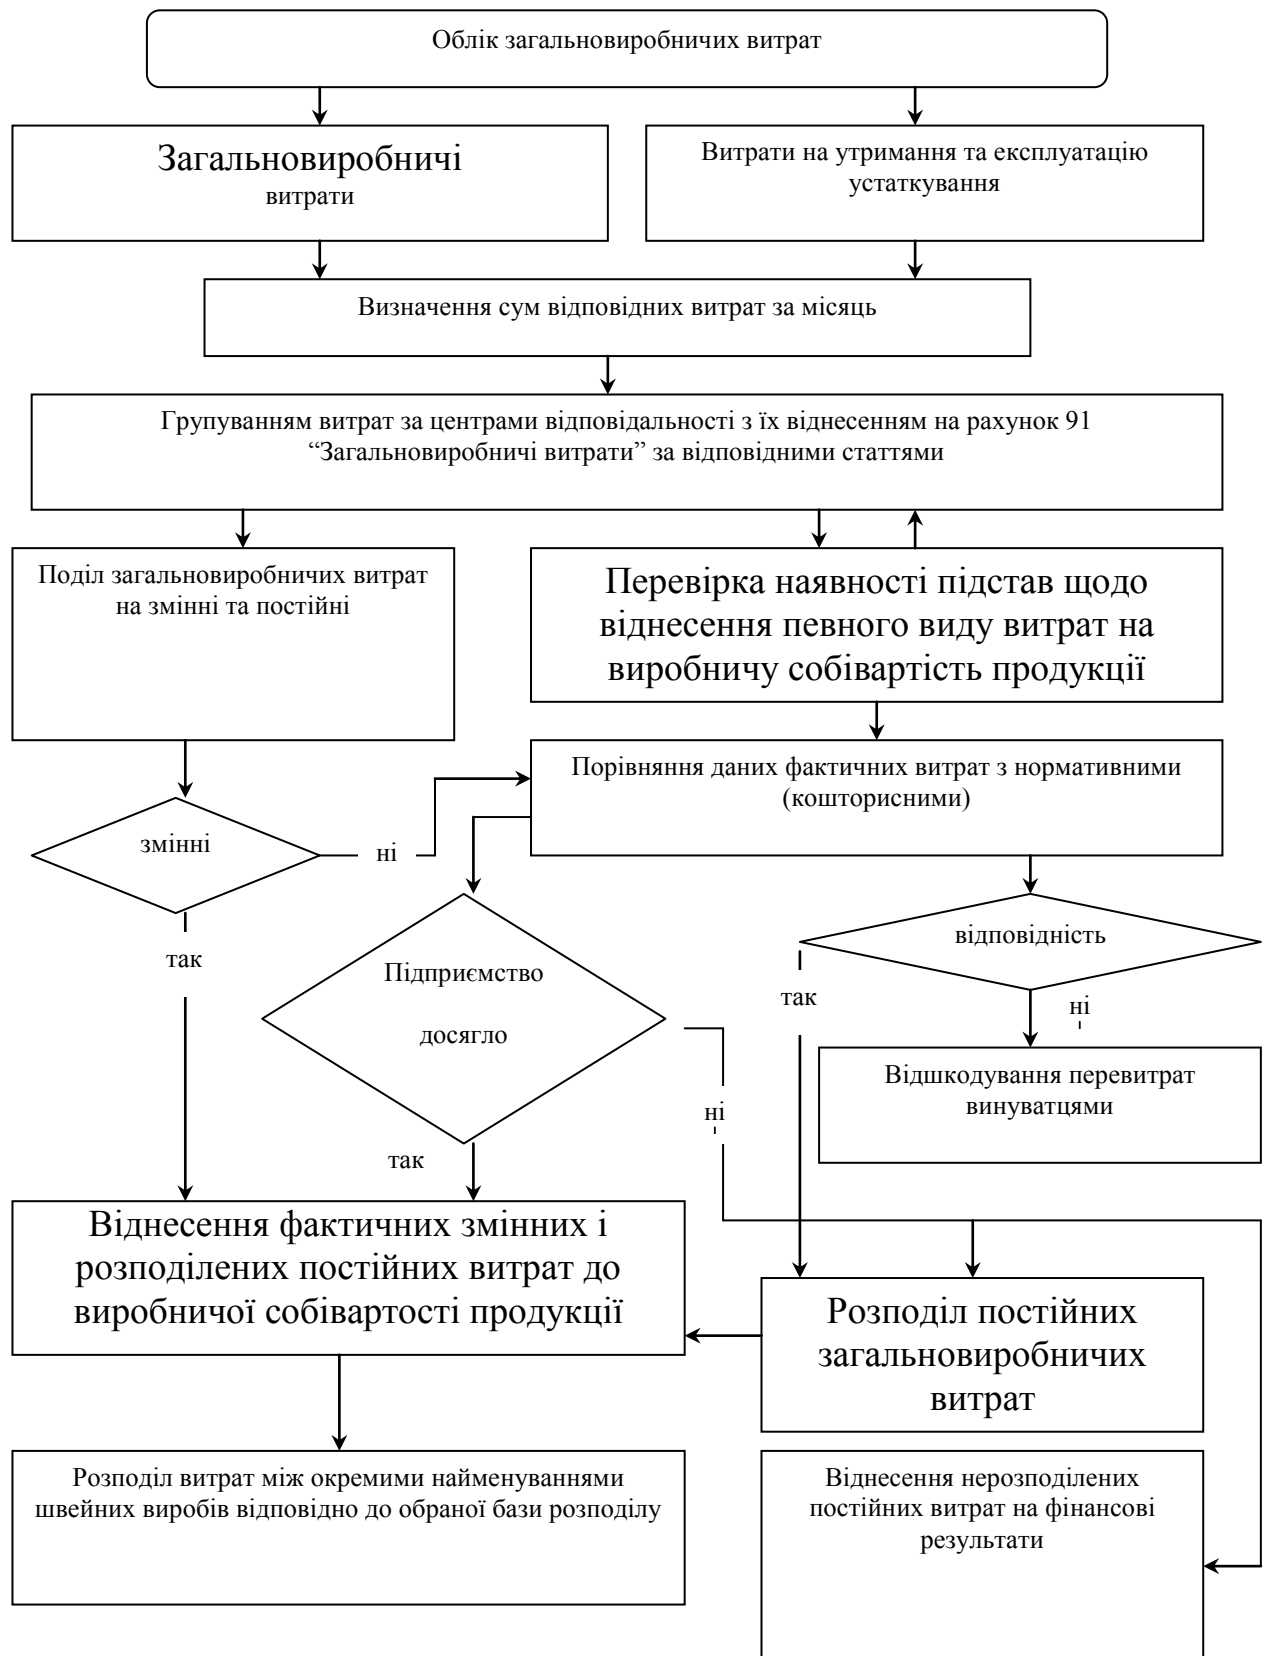 Облік загальновиробничих витрат
Загальновиробничі
витрати
Витрати на утримання та експлуатацію
устаткування
Визначення сум відповідних витрат за місяць
Групуванням витрат за центрами відповідальності з їх віднесенням на рахунок 91
“Загальновиробничі витрати” за відповідними статтями
Поділ загальновиробничих витрат
на змінні та постійні
Перевірка наявності підстав щодо
віднесення певного виду витрат на
виробничу собівартість продукції
Порівняння даних фактичних витрат з нормативними
(кошторисними)
змінні
ні
так
Підприємство
досягло
відповідність
так
ні
Відшкодування перевитрат
винуватцями
ні
так
Віднесення фактичних змінних і
розподілених постійних витрат до
виробничої собівартості продукції
Розподіл постійних
загальновиробничих
витрат
Розподіл витрат між окремими найменуваннями
швейних виробів відповідно до обраної бази розподілу
Віднесення нерозподілених
постійних витрат на фінансові
результати